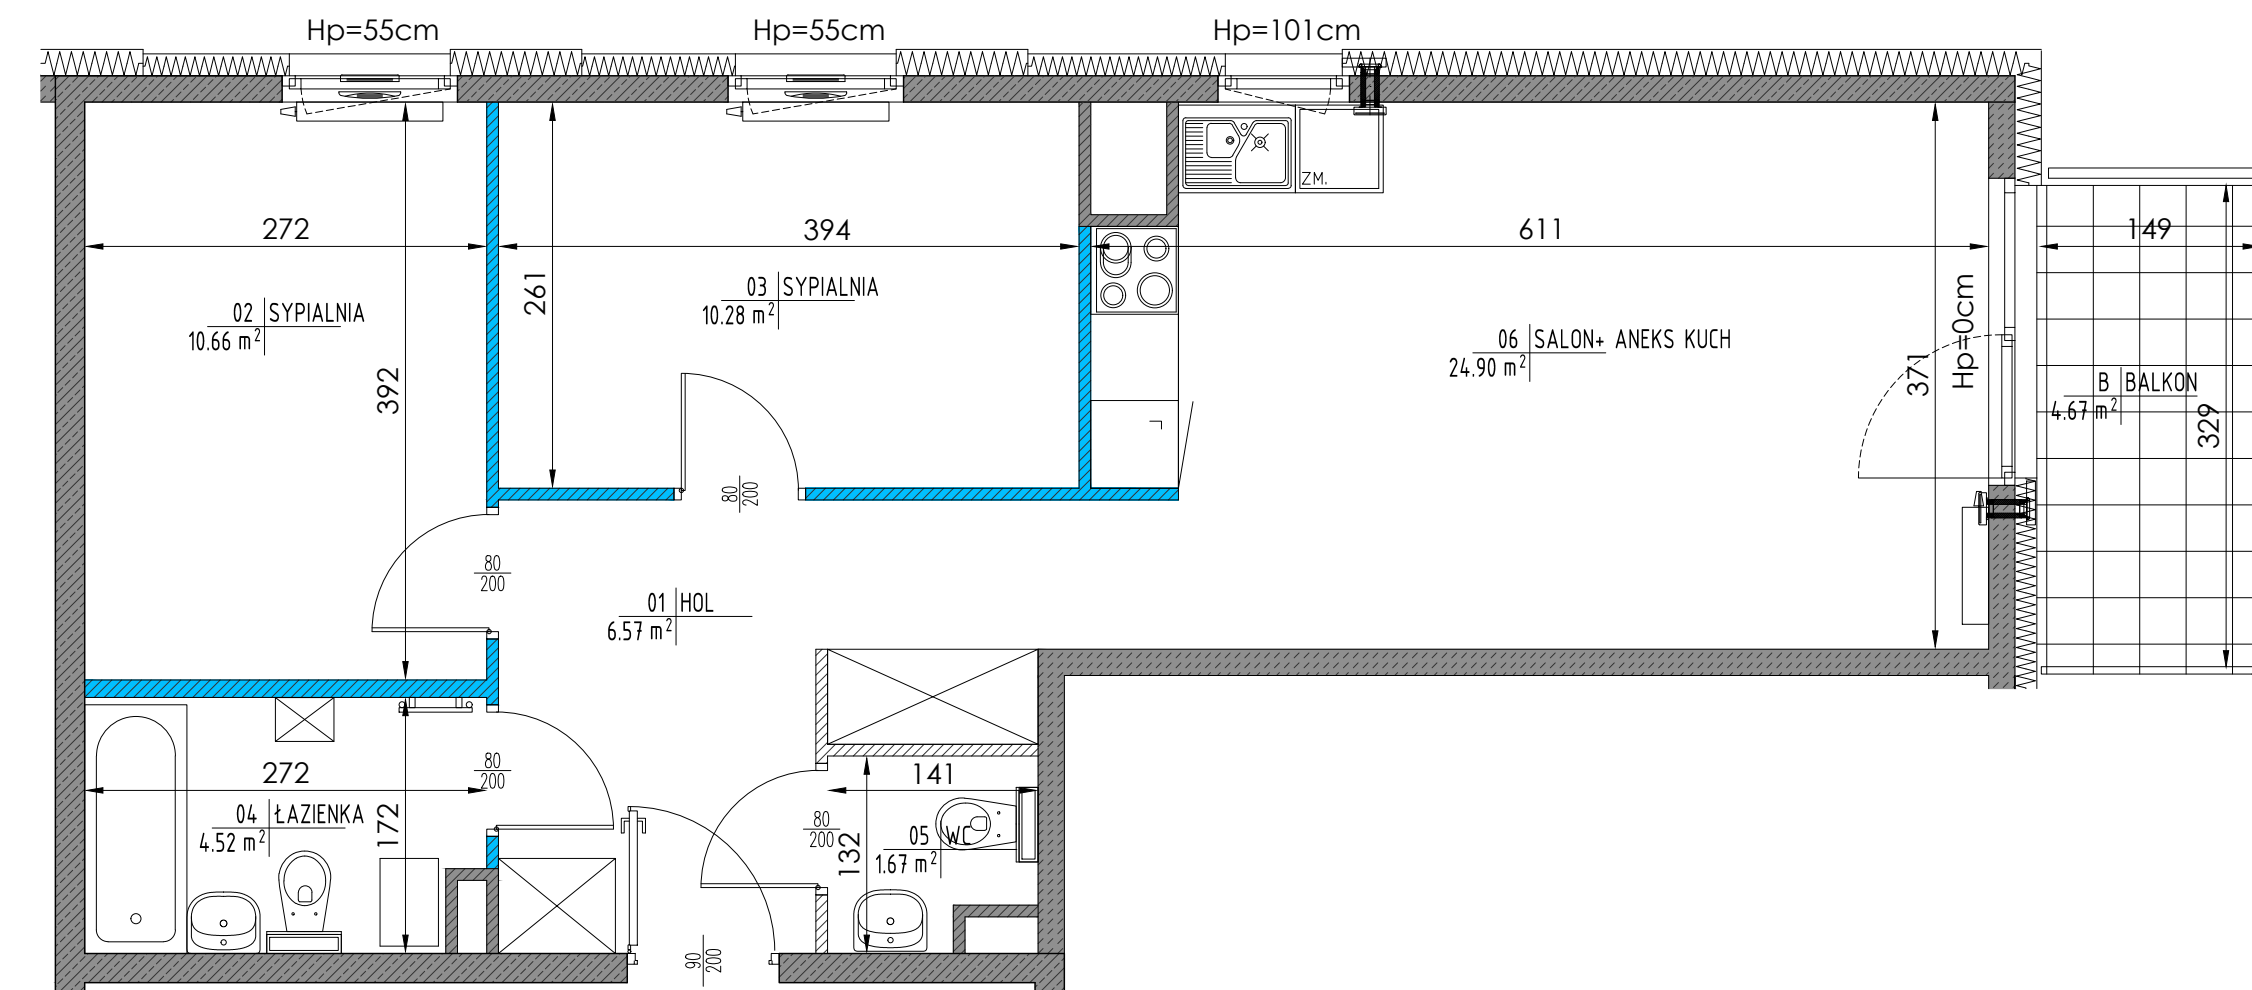 Hp=55cm
Hp=55cm
Hp=101cm
ZM.
272
394
611
149
261
02 SYPIALNIA
10.66 m²
03 SYPIALNIA
10.28 m²
06 SALON+ ANEKS KUCH
24.90 m²
Hp=0cm
371
392
B BALKON
4.67 m²
329
80
200
80
200
01 HOL
6.57 m²
80
200
272
141
04 ŁAZIENKA
4.52 m²
172
80
200
132
05 WC
1.67 m²
90
200